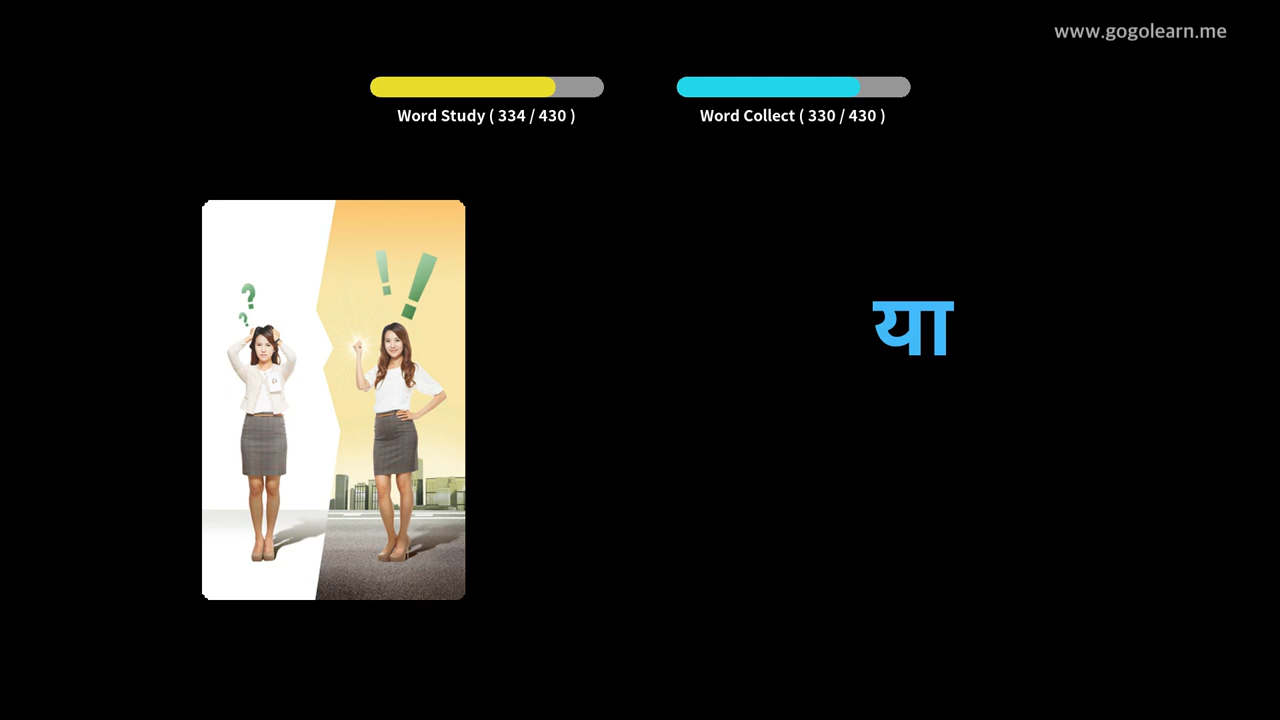 www.gogolearn.me
Word Study ( 334 / 430 )
Word Collect ( 330 / 430 )
? ?
! !
या